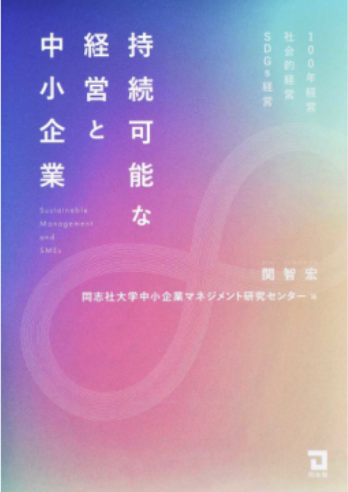 持続可能な
経営と
中小企業
100年経営
社会的経営
SDGs経営
Sustainable
Management
and
SMEs
関智宏
同志社大学中小企業マネジメント研究センター 編